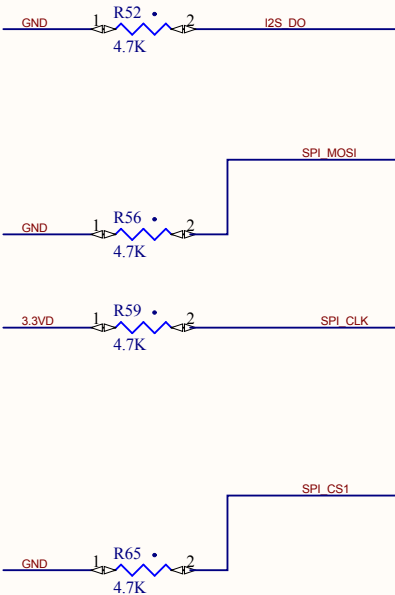 R52
GND 1 2 I2S_DO
4.7K
SPI_MOSI
R56
GND 1 2
4.7K
R59
3.3VD 1 2 SPI_CLK
4.7K
SPI_CS1
R65
GND 1 2
4.7K